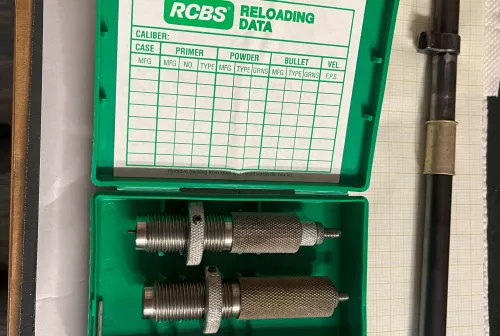 RCBS® RELOADING
DATA
CALIBER:
CASE PRIMER POWDER BULLET VEL.
MFG MFG NO. TYPE MFG TYPE GRNS MFG TYPE GRNS F.P.S.